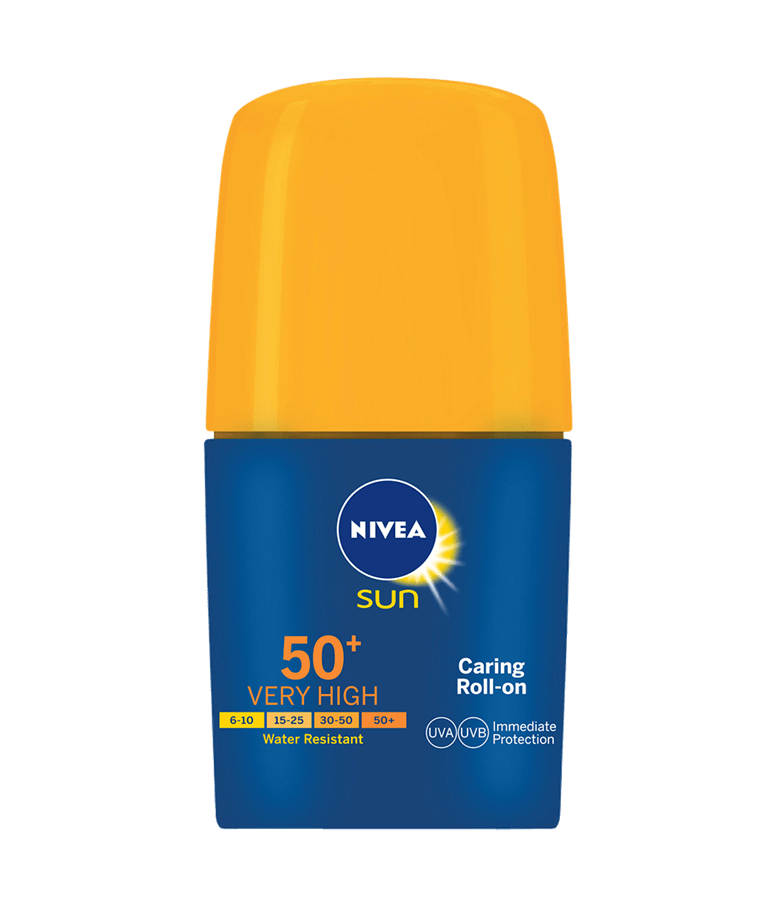 NIVEA
sun
50+
VERY HIGH
6-10 15-25 30-50 50+
Water Resistant
Caring
Roll-on
UVA UVB Immediate
Protection